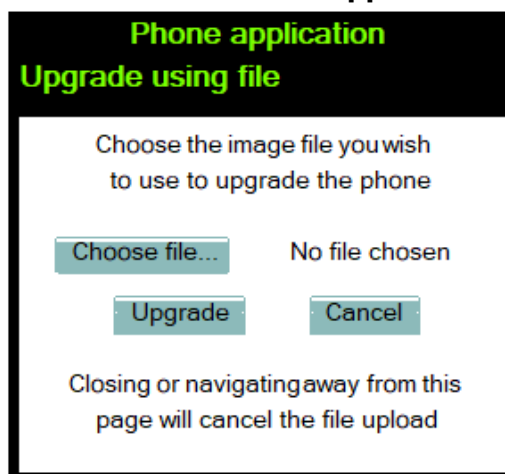 Phone application
Upgrade using file
Choose the image file you wish
to use to upgrade the phone
Choose file... No file chosen
Upgrade Cancel
Closing or navigating away from this
page will cancel the file upload